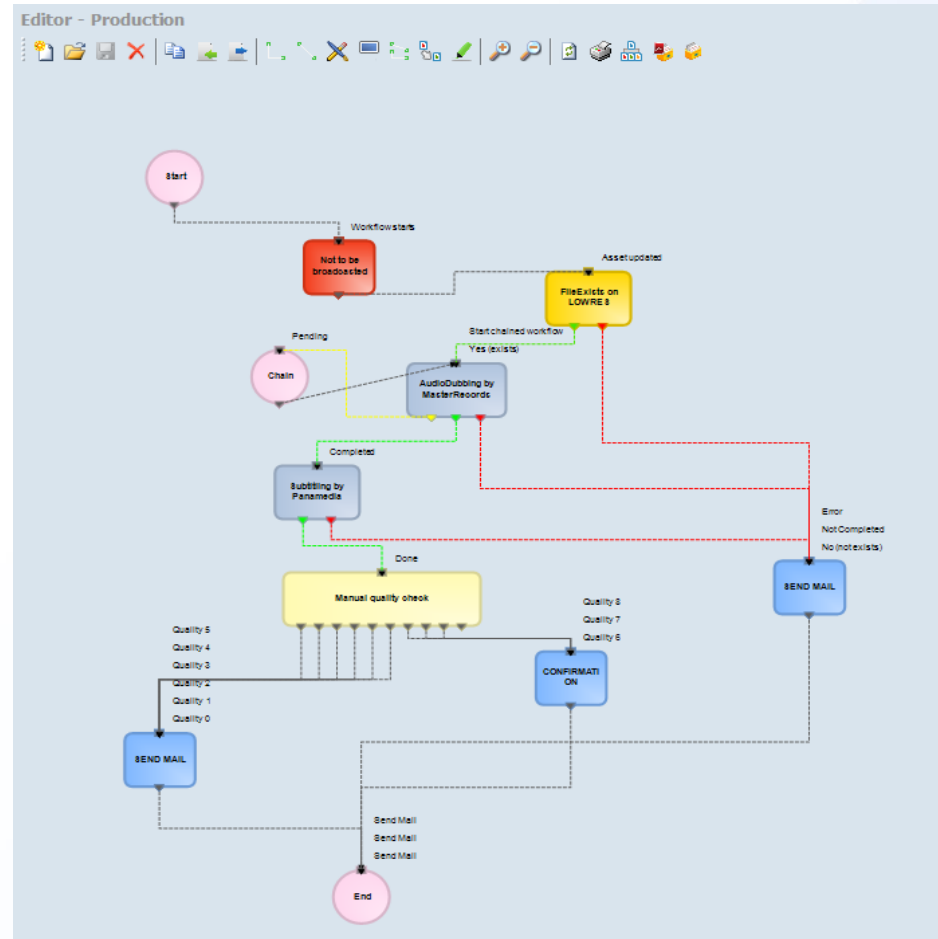 Editor - Production
Start
Workflow starts
Not to be
broadcasted
Asset updated
FileExists on
LOWRES
Start chained workflow
Yes (exists)
Pending
Chain
AudioDubbing by
MasterRecords
Completed
Subtitling by
Panamedia
Error
Not Completed
No (not exists)
Done
SEND MAIL
Manual quality check
Quality 8
Quality 7
Quality 6
Quality 5
Quality 4
Quality 3
Quality 2
Quality 1
Quality 0
CONFIRMATI
ON
SEND MAIL
Send Mail
Send Mail
Send Mail
End